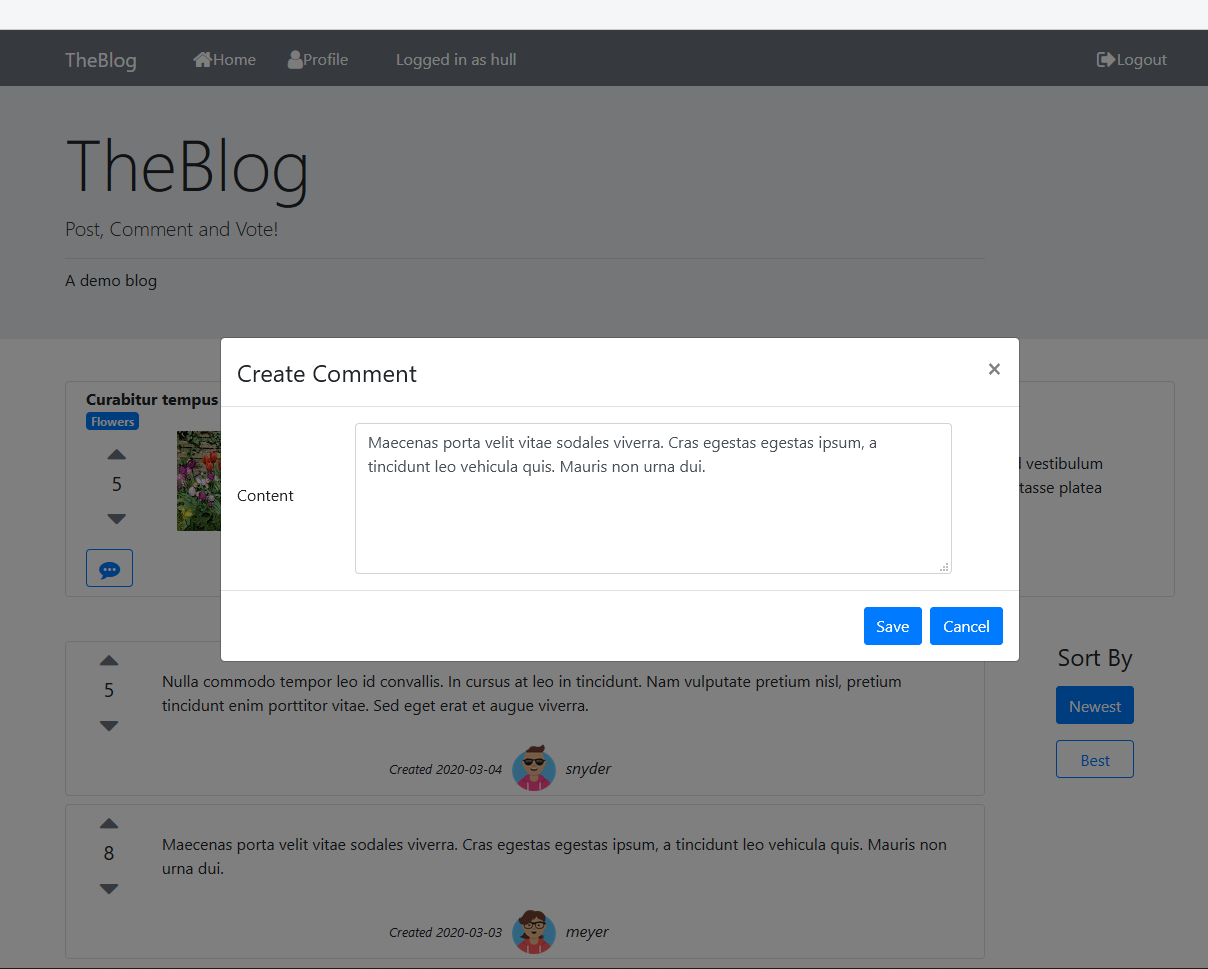 TheBlog Home Profile Logged in as hull Logout
TheBlog
Post, Comment and Vote!
A demo blog
Create Comment ×
Curabitur tempus
Flowers
5
Content
Maecenas porta velit vitae sodales viverra. Cras egestas egestas ipsum, a
tincidunt leo vehicula quis. Mauris non urna dui.
vestibulum
tasse platea
Save Cancel
5
Nulla commodo tempor leo id convallis. In cursus at leo in tincidunt. Nam vulputate pretium nisl, pretium
tincidunt enim porttitor vitae. Sed eget erat et augue viverra.
Created 2020-03-04 snyder
Sort By
Newest
Best
8
Maecenas porta velit vitae sodales viverra. Cras egestas egestas ipsum, a tincidunt leo vehicula quis. Mauris non
urna dui.
Created 2020-03-03 meyer